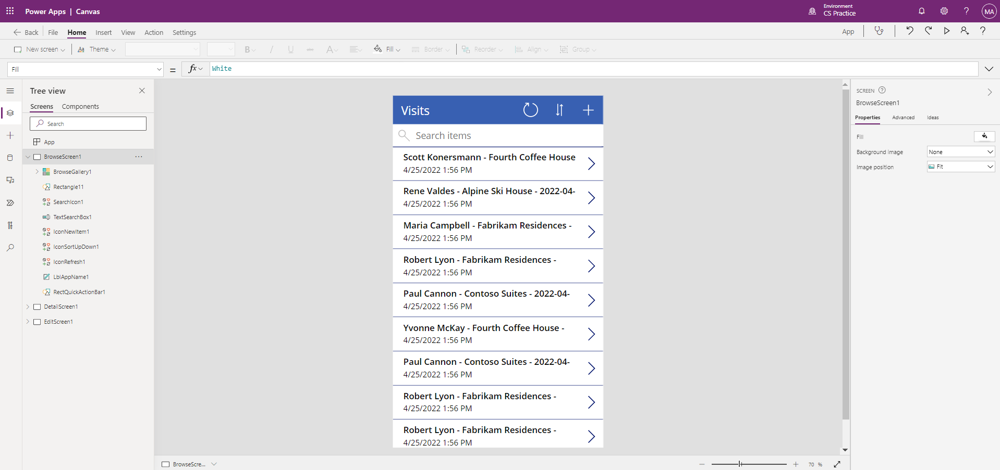 Power Apps | Canvas
Environment
CS Practice
MA
Back File Home Insert View Action Settings
App
New screen Theme
B / U abc A Fill Border Reorder Align Group
Fill = fx White
Tree view
Screens Components
Search
App
BrowseScreen1 ...
BrowseGallery1
Rectangle11
SearchIcon1
TextSearchBox1
IconNewItem1
IconSortUpDown1
IconRefresh1
LblAppName1
RectQuickActionBar1
DetailScreen1
EditScreen1
Visits
Search items
Scott Konersmann - Fourth Coffee House
4/25/2022 1:56 PM
Rene Valdes - Alpine Ski House - 2022-04-
4/25/2022 1:56 PM
Maria Campbell - Fabrikam Residences -
4/25/2022 1:56 PM
Robert Lyon - Fabrikam Residences -
4/25/2022 1:56 PM
Paul Cannon - Contoso Suites - 2022-04-
4/25/2022 1:56 PM
Yvonne McKay - Fourth Coffee House -
4/25/2022 1:56 PM
Paul Cannon - Contoso Suites - 2022-04-
4/25/2022 1:56 PM
Robert Lyon - Fabrikam Residences -
4/25/2022 1:56 PM
Robert Lyon - Fabrikam Residences -
4/25/2022 1:56 PM
SCREEN
BrowseScreen1
Properties Advanced Ideas
Fill
Background image None
Image position Fit
BrowseScre...
70 %